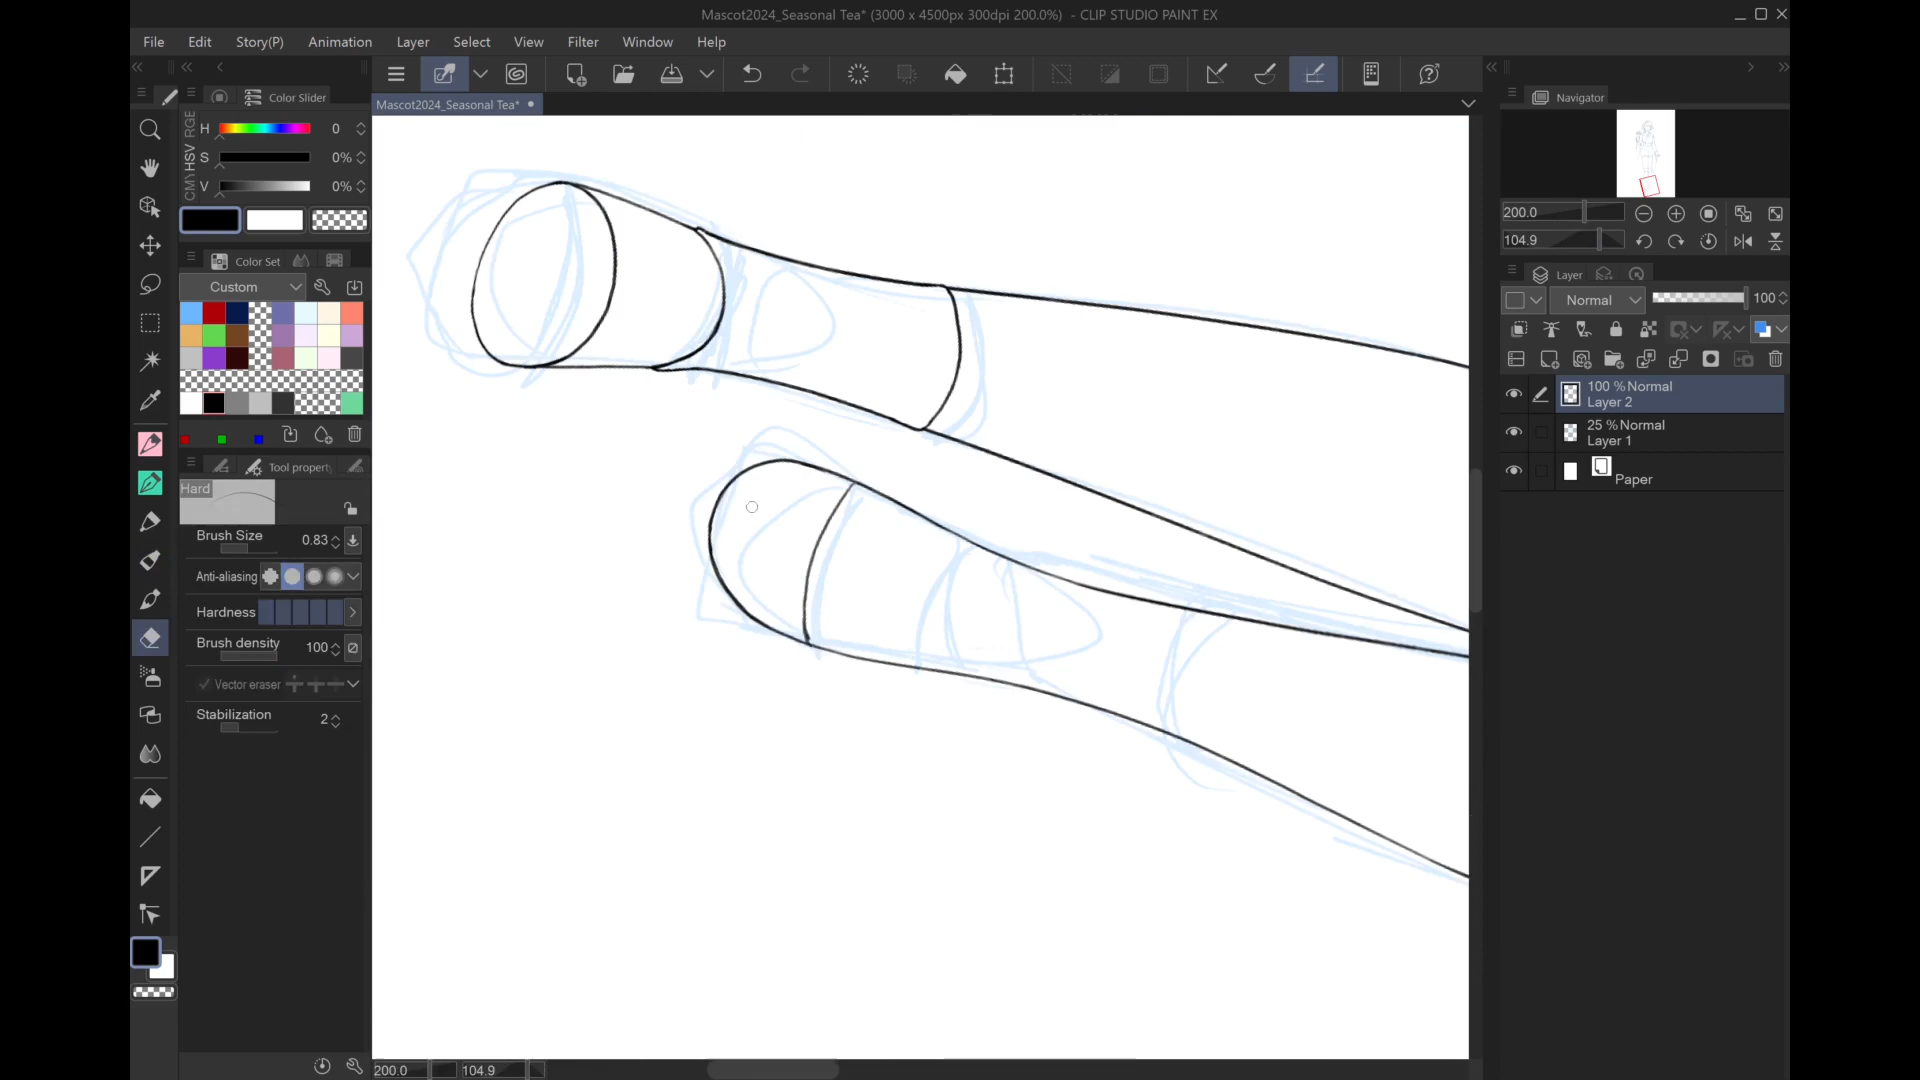 Mascot2024_Seasonal Tea* (3000 x 4500px 300dpi 200.0%) - CLIP STUDIO PAINT EX
File Edit Story(P) Animation Layer Select View Filter Window Help
Mascot2024_Seasonal Tea*
Color Slider
RGB
HSV
CMY
H 0
S 0%
V 0%
Color Set
Custom
Tool property
Hard
Brush Size 0.83
Anti-aliasing
Hardness
Brush density 100
Vector eraser
Stabilization 2
200.0 104.9
Navigator
200.0
104.9
Layer
Normal 100
100 % Normal
Layer 2
25 % Normal
Layer 1
Paper